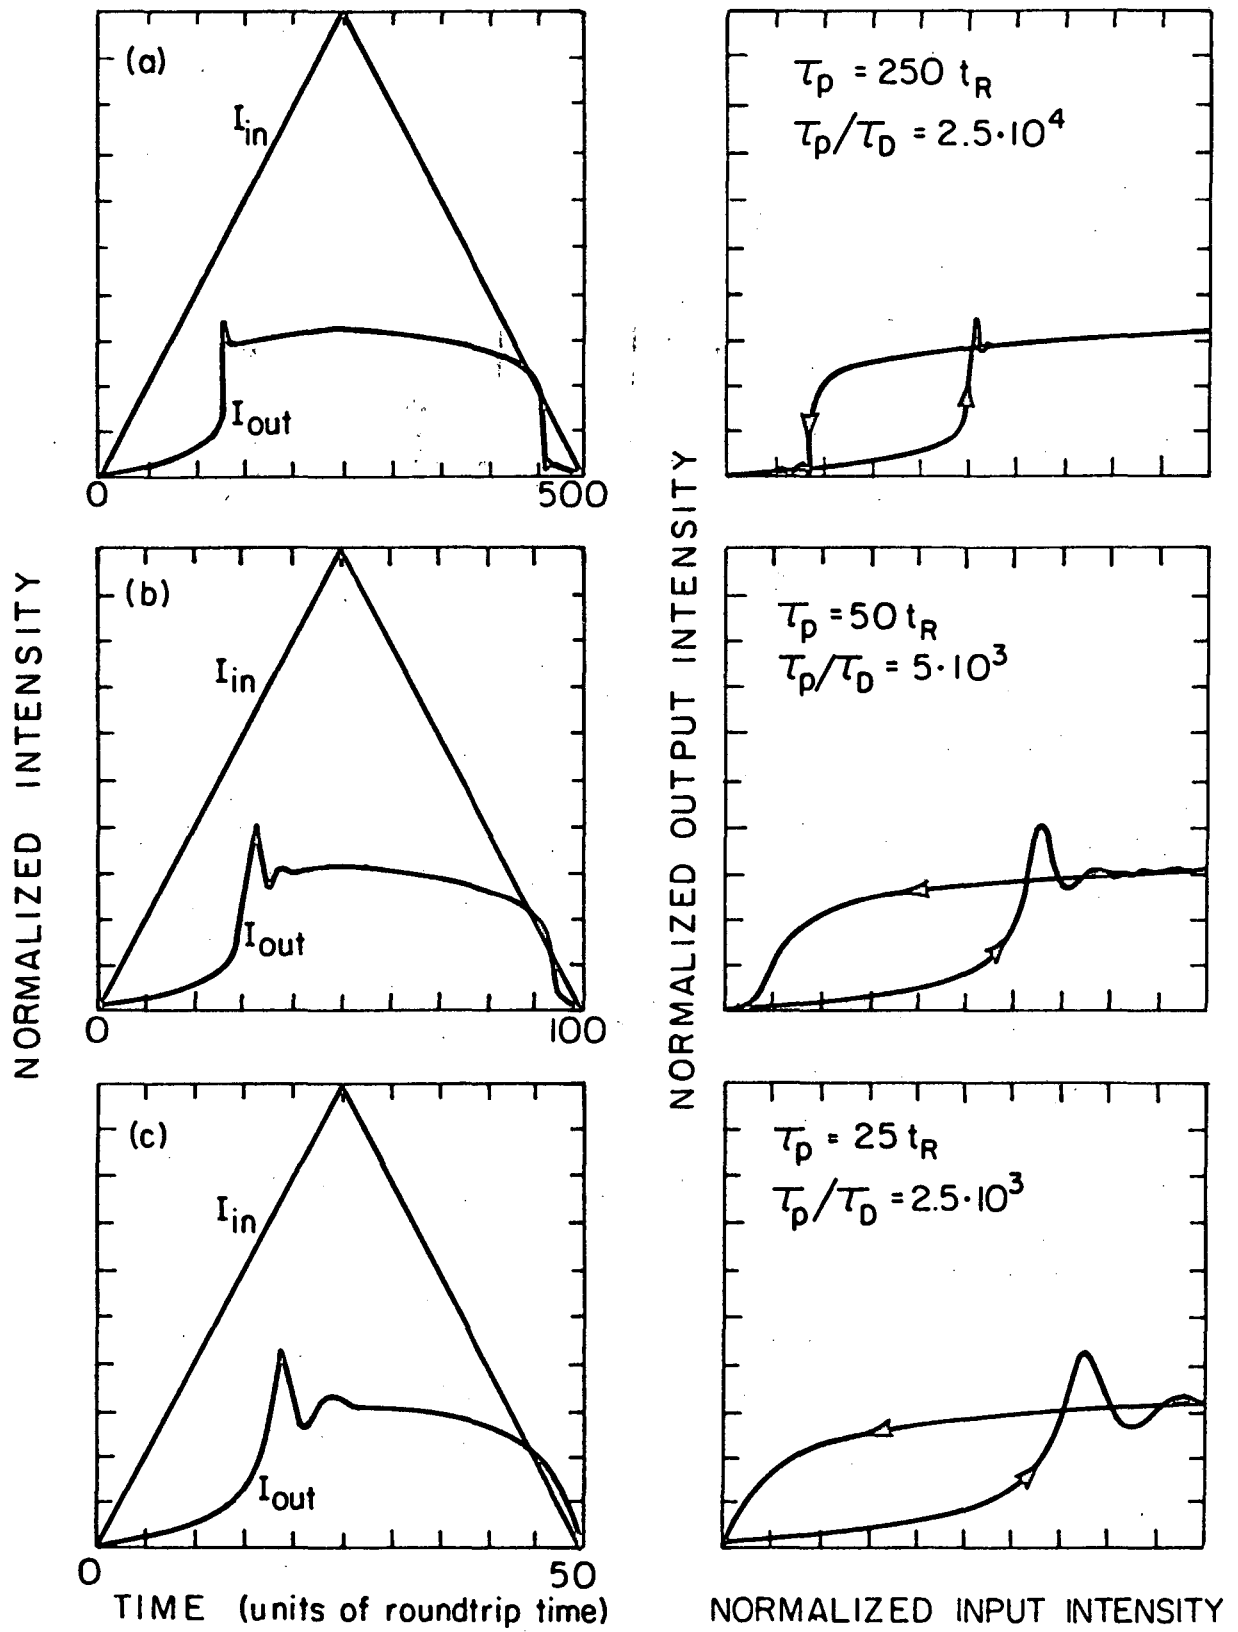 (a)
I_in
I_out
0
500
τ_p = 250 t_R
τ_p/τ_D = 2.5·10^4
(b)
I_in
I_out
0
100
τ_p = 50 t_R
τ_p/τ_D = 5·10^3
(c)
I_in
I_out
0
50
τ_p = 25 t_R
τ_p/τ_D = 2.5·10^3
NORMALIZED INTENSITY
NORMALIZED OUTPUT INTENSITY
TIME (units of roundtrip time)
NORMALIZED INPUT INTENSITY